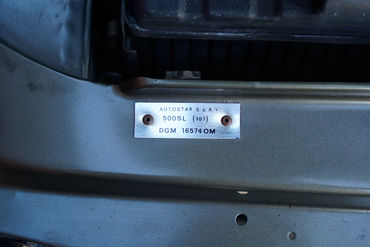 AUTOSTAR S.p.A.
500SL (107)
DGM 16574 OM